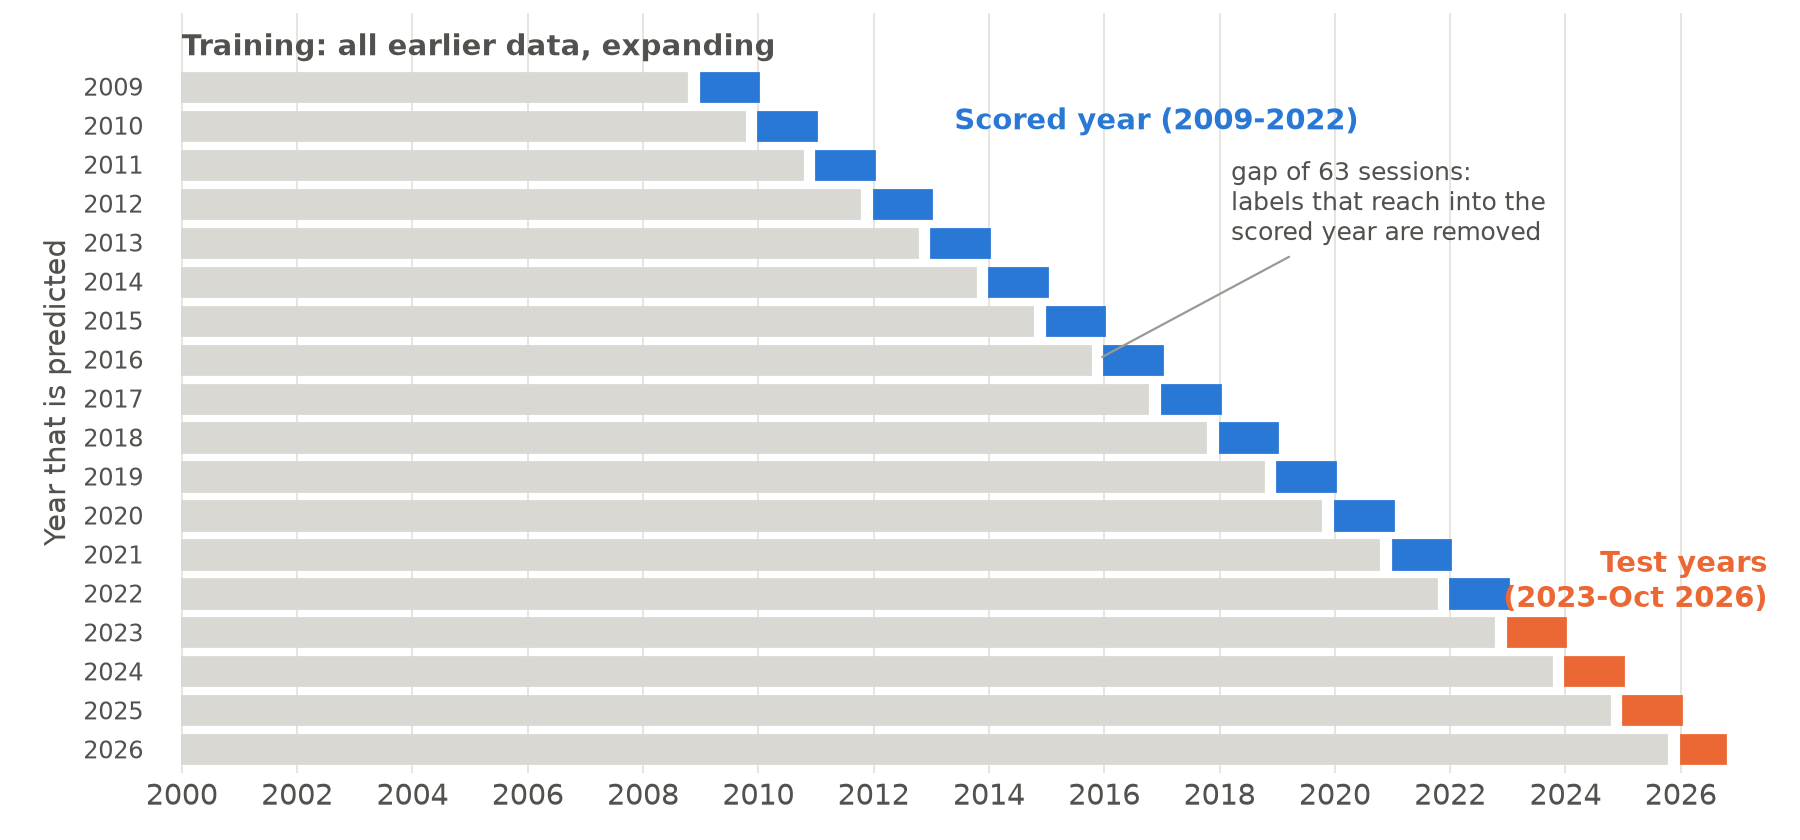 Training: all earlier data, expanding
2009
Scored year (2009-2022)
2010
gap of 63 sessions:
labels that reach into the
scored year are removed
2011
2012
2013
2014
2015
2016
2017
2018
2019
2020
2021
Test years
(2023-Oct 2026)
2022
2023
2024
2025
2026
Year that is predicted
2000 2002 2004 2006 2008 2010 2012 2014 2016 2018 2020 2022 2024 2026